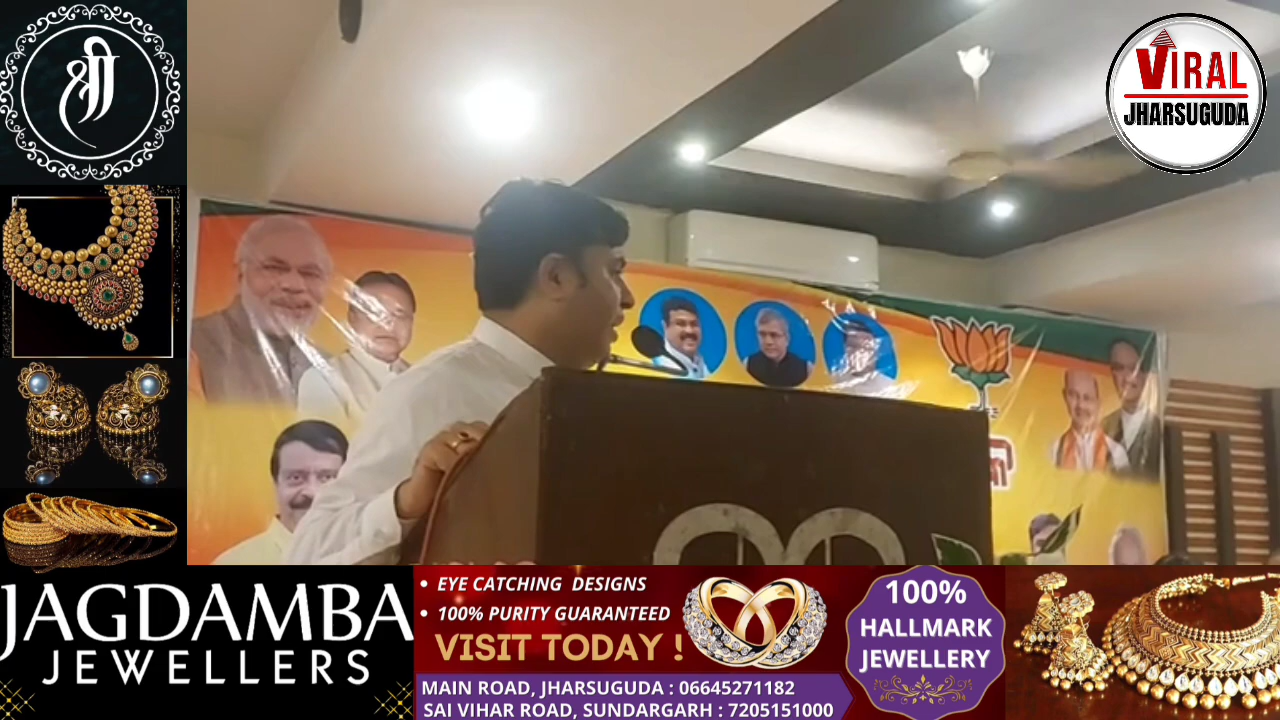 श्री
VIRAL
JHARSUGUDA
JAGDAMBA
JEWELLERS
• EYE CATCHING DESIGNS
• 100% PURITY GUARANTEED
VISIT TODAY !
MAIN ROAD, JHARSUGUDA : 06645271182
SAI VIHAR ROAD, SUNDARGARH : 7205151000
100%
HALLMARK
JEWELLERY